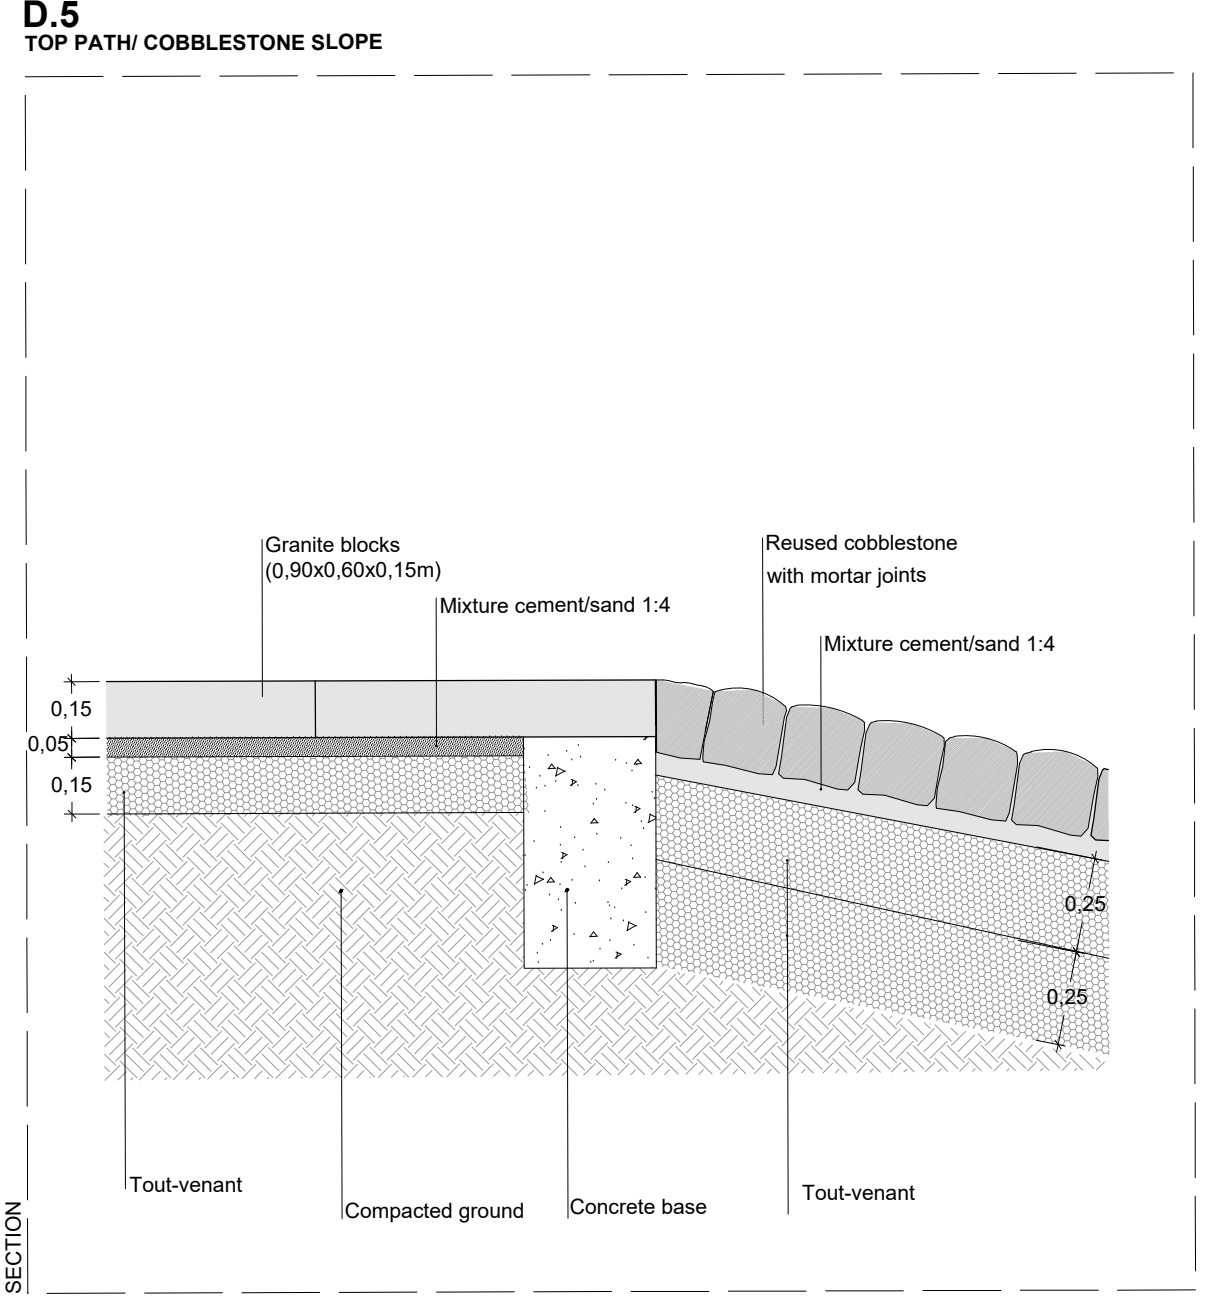 D.5
TOP PATH/ COBBLESTONE SLOPE
Granite blocks
(0,90x0,60x0,15m)
Mixture cement/sand 1:4
Reused cobblestone
with mortar joints
Mixture cement/sand 1:4
0,15
0,05
0,15
0,25
0,25
Tout-venant
Compacted ground
Concrete base
Tout-venant
SECTION